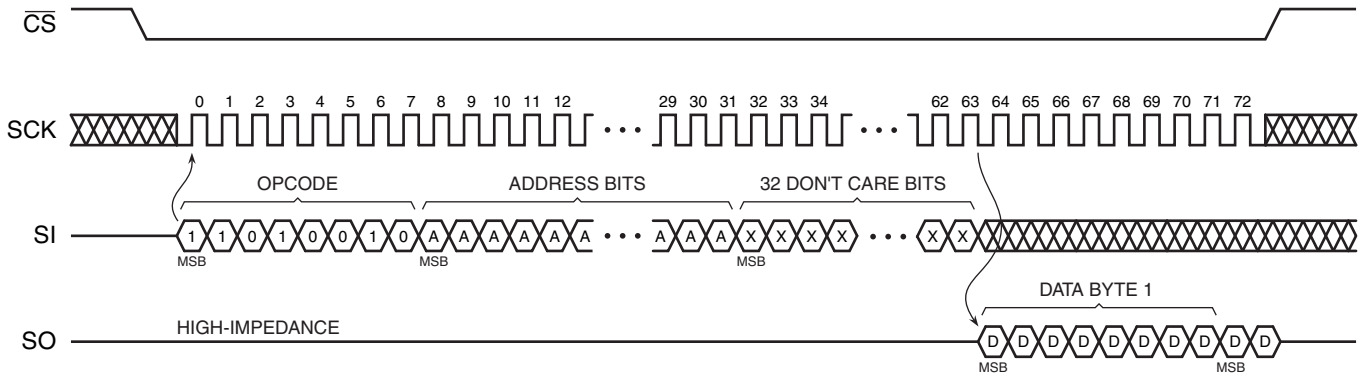 CS
0 1 2 3 4 5 6 7 8 9 10 11 12 29 30 31 32 33 34 62 63 64 65 66 67 68 69 70 71 72
SCK
OPCODE ADDRESS BITS 32 DON'T CARE BITS
SI 1 1 0 1 0 0 1 0 A A A A A A A A A X X X X X X
MSB MSB MSB
DATA BYTE 1
HIGH-IMPEDANCE
SO D D D D D D D D D D
MSB MSB